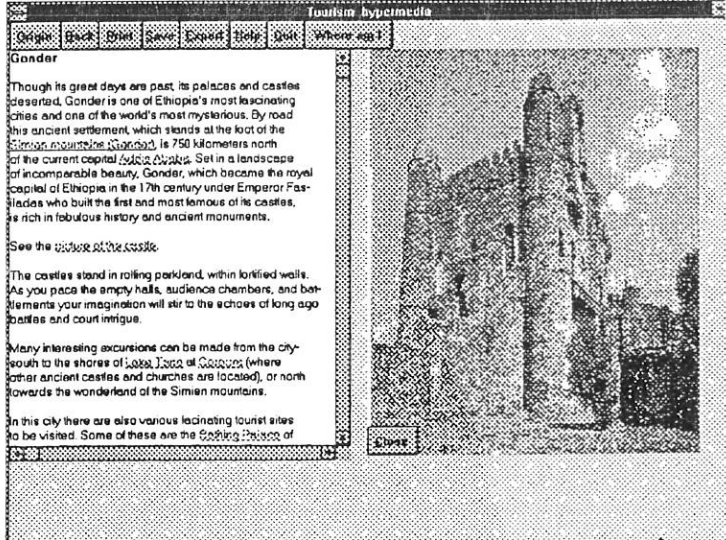 Tourism hypermedia
Origin Back Print Save Expert Help Quit Where am I
Gonder
Though its great days are past, its palaces and castles
deserted, Gonder is one of Ethiopia's most fascinating
cities and one of the world's most mysterious. By road
this ancient settlement, which stands at the foot of the
Simien mountains (Gondar), is 750 kilometers north
of the current capital Addis Ababa. Set in a landscape
of incomparable beauty, Gonder, which became the royal
capital of Ethiopia in the 17th century under Emperor Fas-
iladas who built the first and most famous of its castles,
is rich in fabulous history and ancient monuments.
See the picture of the castle.
The castles stand in rolling parkland, within fortified walls.
As you pace the empty halls, audience chambers, and bat-
tlements your imagination will stir to the echoes of long ago
battles and court intrigue.
Many interesting excursions can be made from the city-
south to the shores of Lake Tana at (where
other ancient castles and churches are located), or north
towards the wonderland of the Simien mountains.
In this city there are also various facinating tourist sites
to be visited. Some of these are the Bathing Palace of
Close